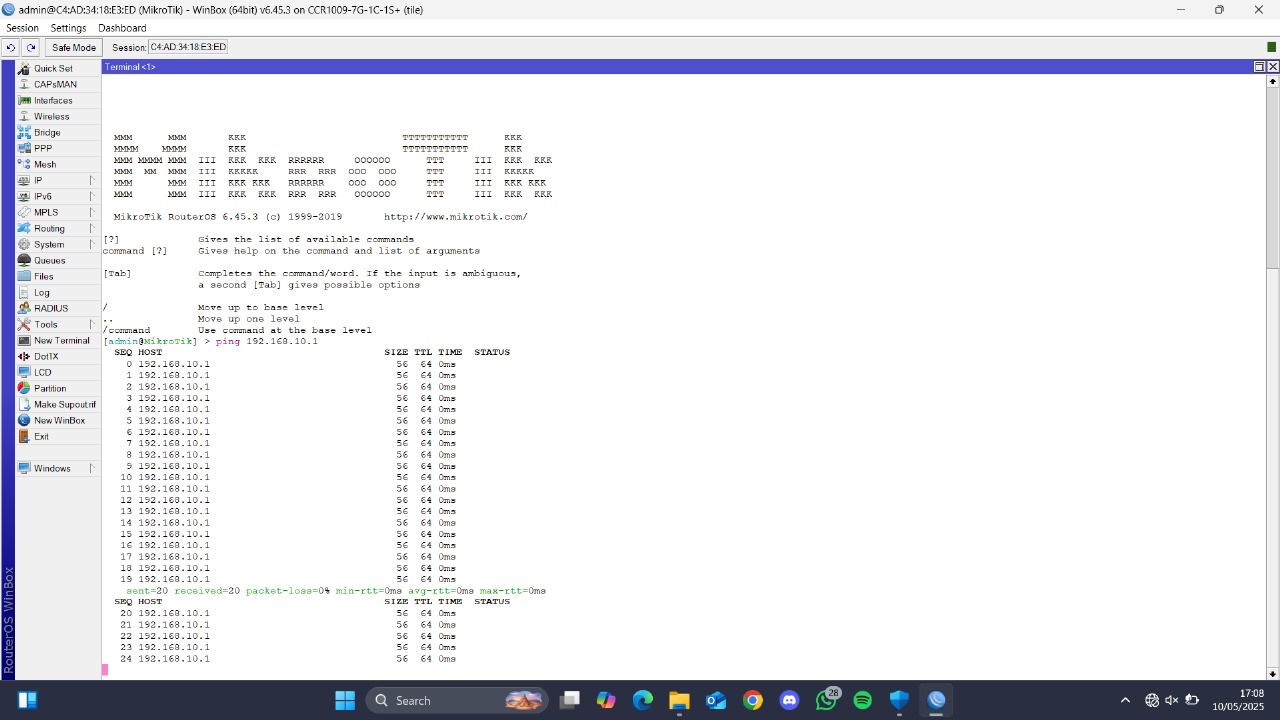 admin@C4:AD:34:18:E3:ED (MikroTik) - WinBox (64bit) v6.45.3 on CCR1009-7G-1C-1S+ (tile)
Session Settings Dashboard
Safe Mode Session: C4:AD:34:18:E3:ED
Quick Set
CAPsMAN
Interfaces
Wireless
Bridge
PPP
Mesh
IP
IPv6
MPLS
Routing
System
Queues
Files
Log
RADIUS
Tools
New Terminal
Dot1X
LCD
Partition
Make Supout.rif
New WinBox
Exit
Windows
RouterOS WinBox
Terminal <1>
MMM      MMM       KKK                          TTTTTTTTTTT      KKK
MMMM    MMMM       KKK                          TTTTTTTTTTT      KKK
MMM MMMM MMM  III  KKK  KKK  RRRRRR     OOOOOO      TTT     III  KKK  KKK
MMM  MM  MMM  III  KKKKK     RRR  RRR  OOO  OOO     TTT     III  KKKKK
MMM      MMM  III  KKK KKK   RRRRRR    OOO  OOO     TTT     III  KKK KKK
MMM      MMM  III  KKK  KKK  RRR  RRR   OOOOOO      TTT     III  KKK  KKK
MikroTik RouterOS 6.45.3 (c) 1999-2019       http://www.mikrotik.com/
[?]             Gives the list of available commands
command [?]     Gives help on the command and list of arguments
[Tab]           Completes the command/word. If the input is ambiguous,
a second [Tab] gives possible options
/               Move up to base level
..              Move up one level
/command        Use command at the base level
[admin@MikroTik] > ping 192.168.10.1
SEQ HOST                                     SIZE TTL TIME  STATUS
0 192.168.10.1                               56  64 0ms
1 192.168.10.1                               56  64 0ms
2 192.168.10.1                               56  64 0ms
3 192.168.10.1                               56  64 0ms
4 192.168.10.1                               56  64 0ms
5 192.168.10.1                               56  64 0ms
6 192.168.10.1                               56  64 0ms
7 192.168.10.1                               56  64 0ms
8 192.168.10.1                               56  64 0ms
9 192.168.10.1                               56  64 0ms
10 192.168.10.1                               56  64 0ms
11 192.168.10.1                               56  64 0ms
12 192.168.10.1                               56  64 0ms
13 192.168.10.1                               56  64 0ms
14 192.168.10.1                               56  64 0ms
15 192.168.10.1                               56  64 0ms
16 192.168.10.1                               56  64 0ms
17 192.168.10.1                               56  64 0ms
18 192.168.10.1                               56  64 0ms
19 192.168.10.1                               56  64 0ms
sent=20 received=20 packet-loss=0% min-rtt=0ms avg-rtt=0ms max-rtt=0ms
SEQ HOST                                     SIZE TTL TIME  STATUS
20 192.168.10.1                               56  64 0ms
21 192.168.10.1                               56  64 0ms
22 192.168.10.1                               56  64 0ms
23 192.168.10.1                               56  64 0ms
24 192.168.10.1                               56  64 0ms
Search
28
17:08
10/05/2025